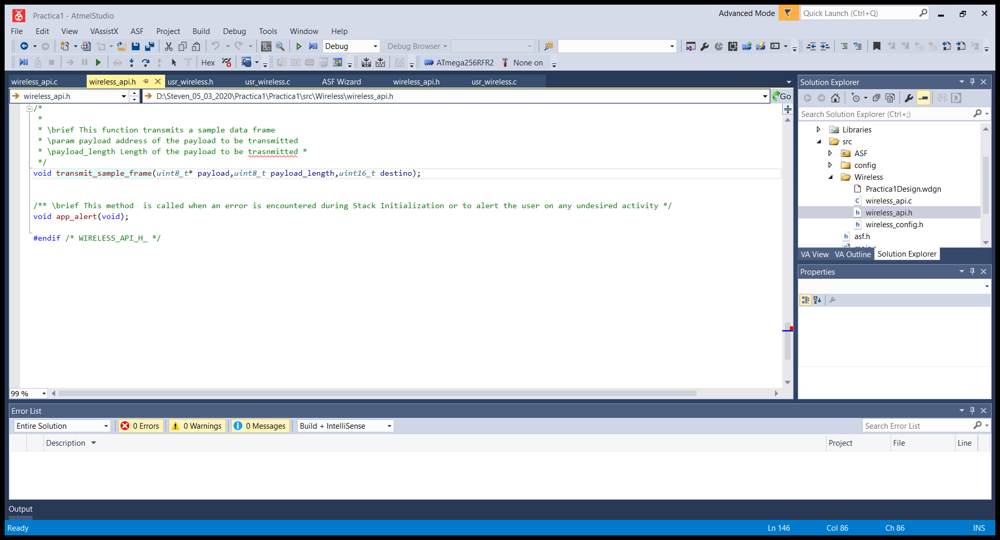 Practica1 - AtmelStudio
Advanced Mode
Quick Launch (Ctrl+Q)
File Edit View VAssistX ASF Project Build Debug Tools Window Help
Debug
Debug Browser
Hex
ATmega256RFR2
None on
wireless_api.c wireless_api.h usr_wireless.h usr_wireless.c ASF Wizard wireless_api.h usr_wireless.c
wireless_api.h
D:\Steven_05_03_2020\Practica1\Practica1\src\Wireless\wireless_api.h
Go
/*
*
* \brief This function transmits a sample data frame
* \param payload address of the payload to be transmitted
* \payload_length Length of the payload to be trasnmitted *
*/
void transmit_sample_frame(uint8_t* payload,uint8_t payload_length,uint16_t destino);
/** \brief This method  is called when an error is encountered during Stack Initialization or to alert the user on any undesired activity */
void app_alert(void);
#endif /* WIRELESS_API_H_ */
99 %
Solution Explorer
Search Solution Explorer (Ctrl+;)
Libraries
src
ASF
config
Wireless
Practica1Design.wdgn
wireless_api.c
wireless_api.h
wireless_config.h
asf.h
VA View VA Outline Solution Explorer
Properties
Error List
Entire Solution
0 Errors
0 Warnings
0 Messages
Build + IntelliSense
Search Error List
Description Project File Line
Output
Ready
Ln 146 Col 86 Ch 86 INS